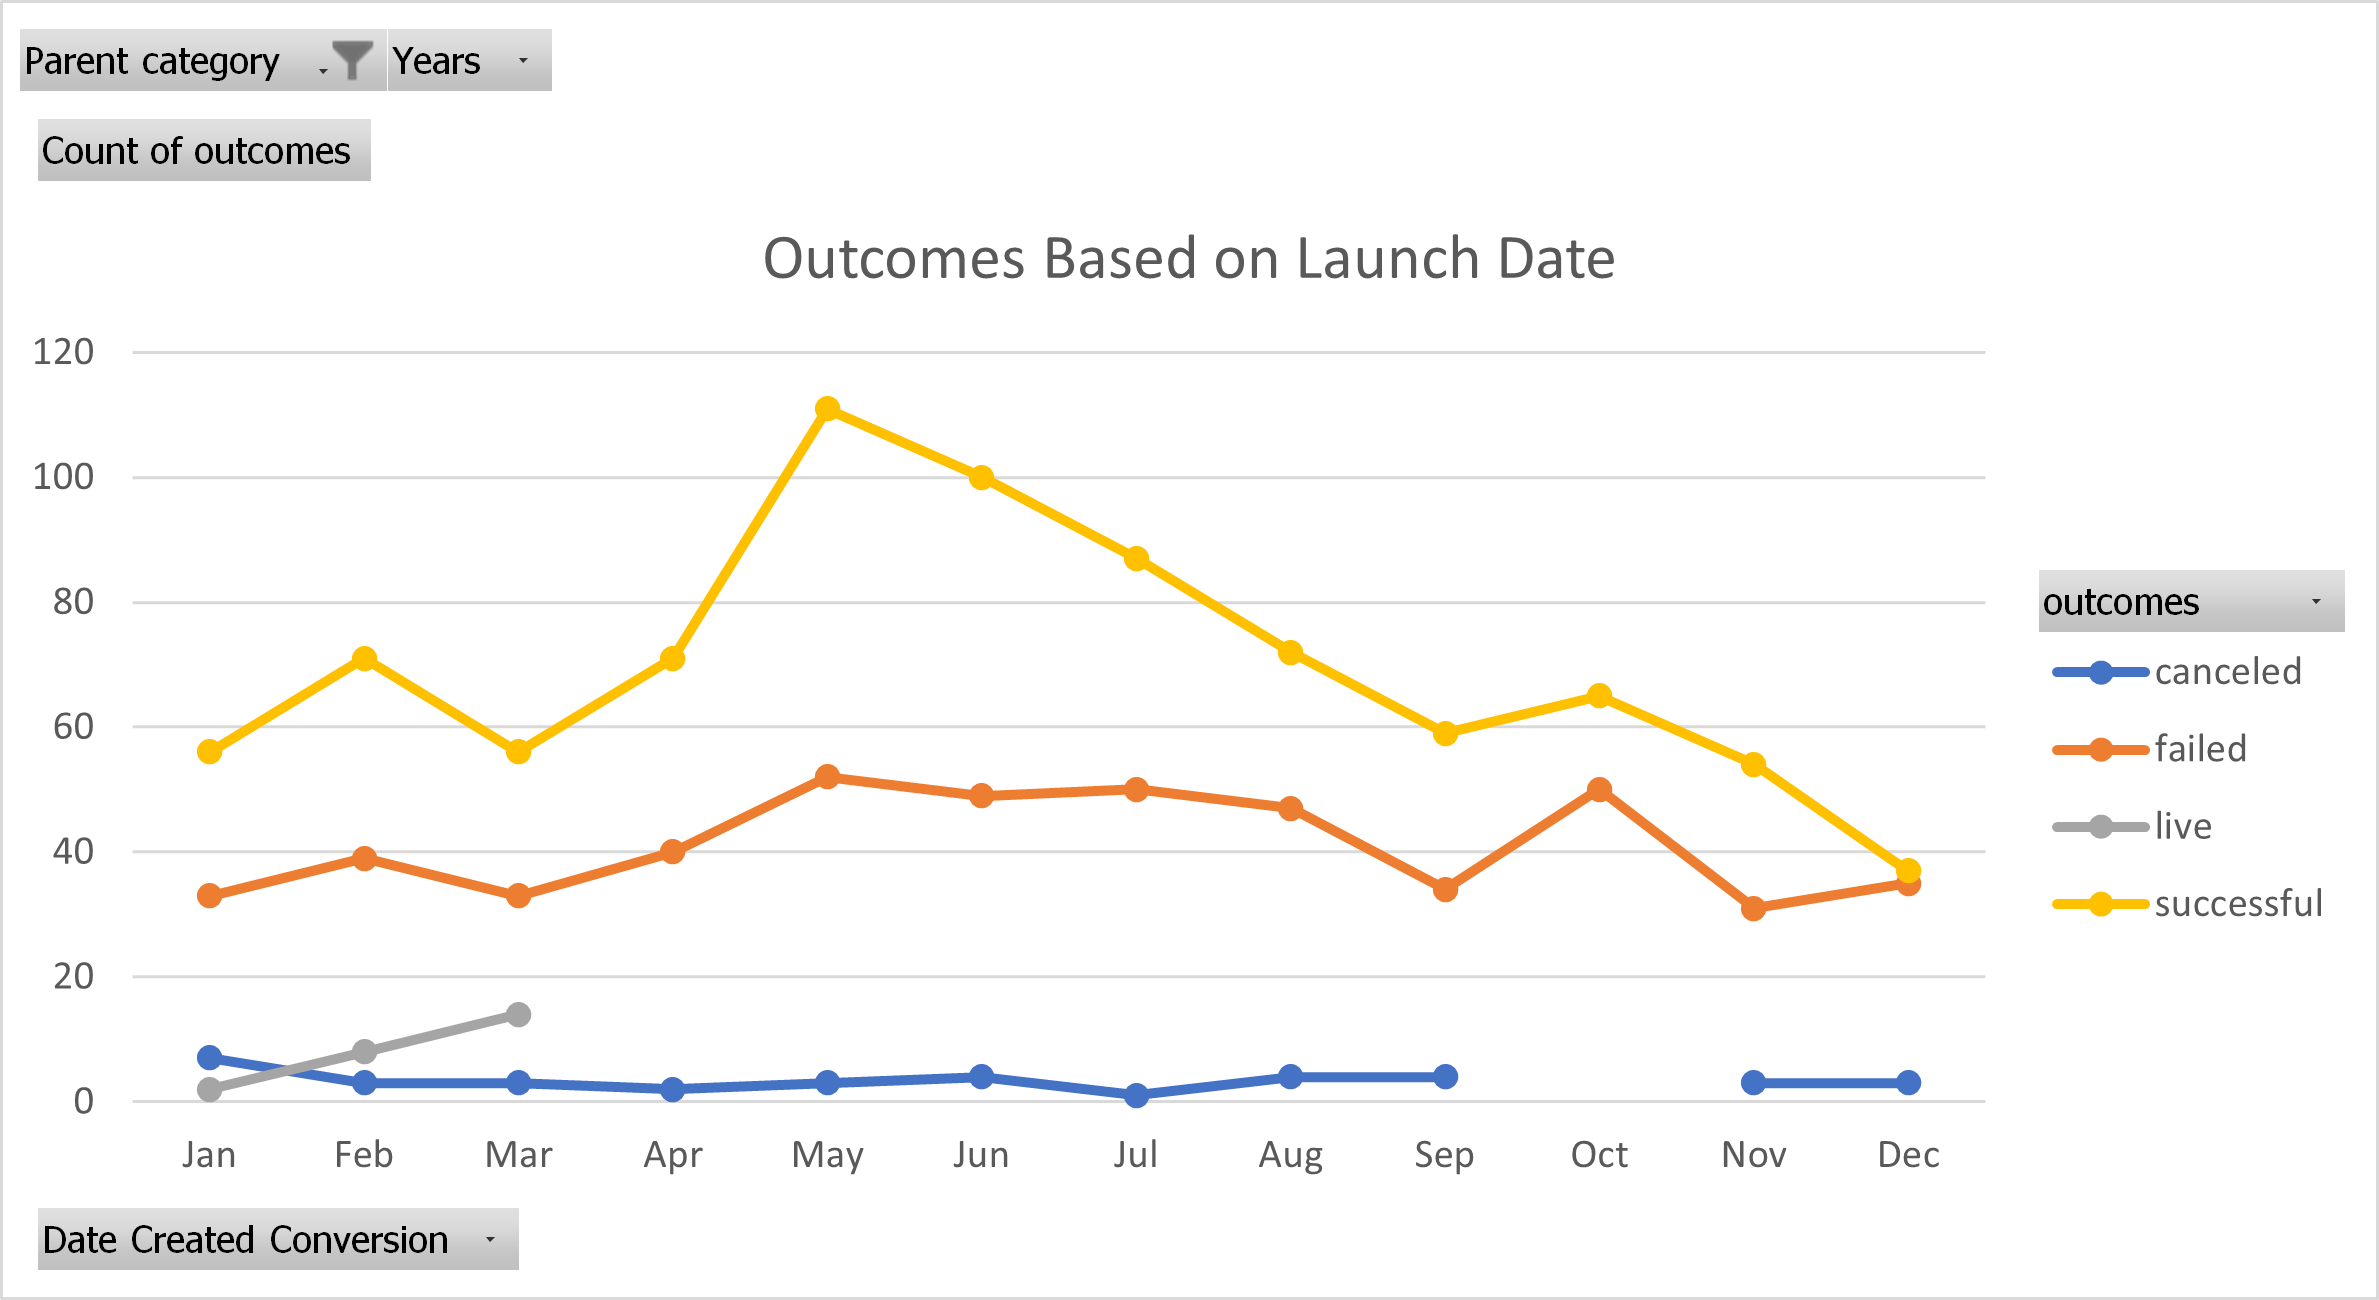 Parent category Years
Count of outcomes
Outcomes Based on Launch Date
120
100
80
60
40
20
0
Jan Feb Mar Apr May Jun Jul Aug Sep Oct Nov Dec
outcomes
canceled
failed
live
successful
Date Created Conversion